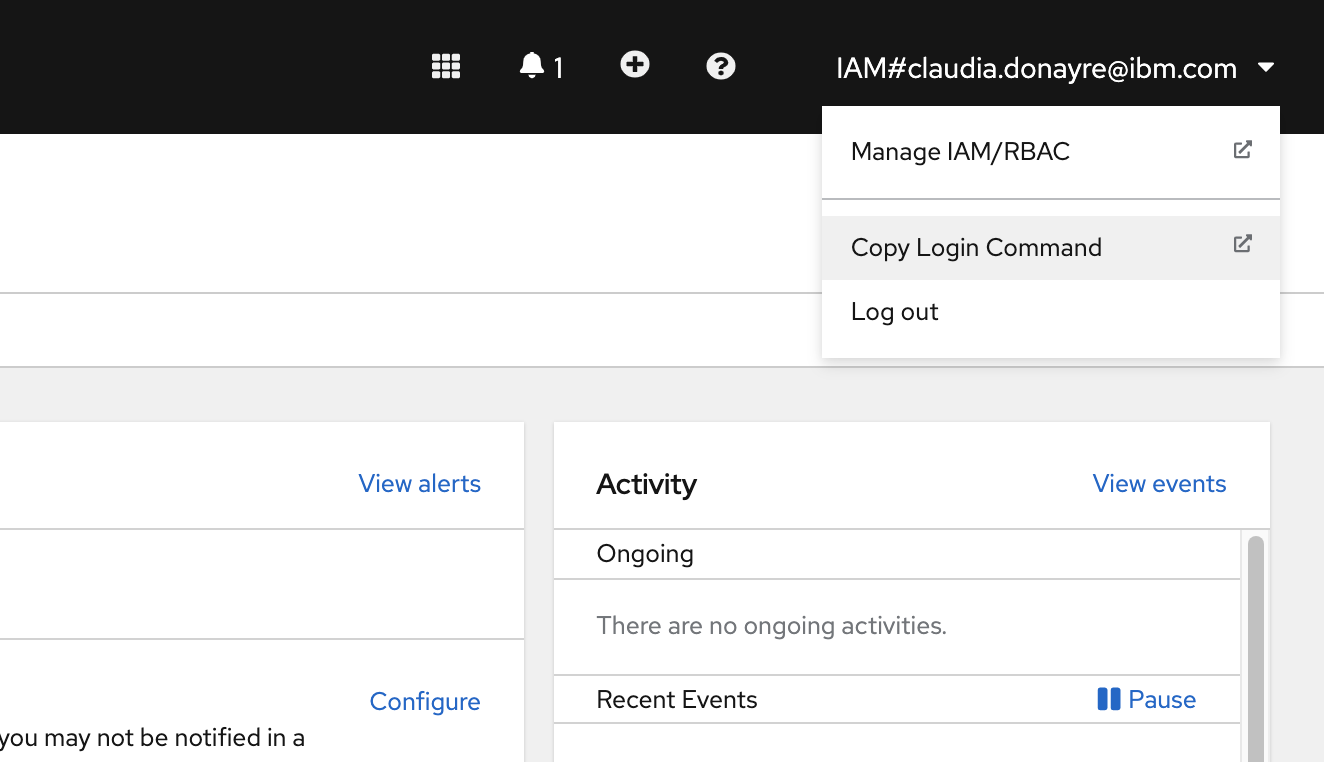 1
IAM#claudia.donayre@ibm.com
Manage IAM/RBAC
Copy Login Command
Log out
View alerts
Activity
View events
Ongoing
There are no ongoing activities.
Configure
Recent Events
Pause
you may not be notified in a